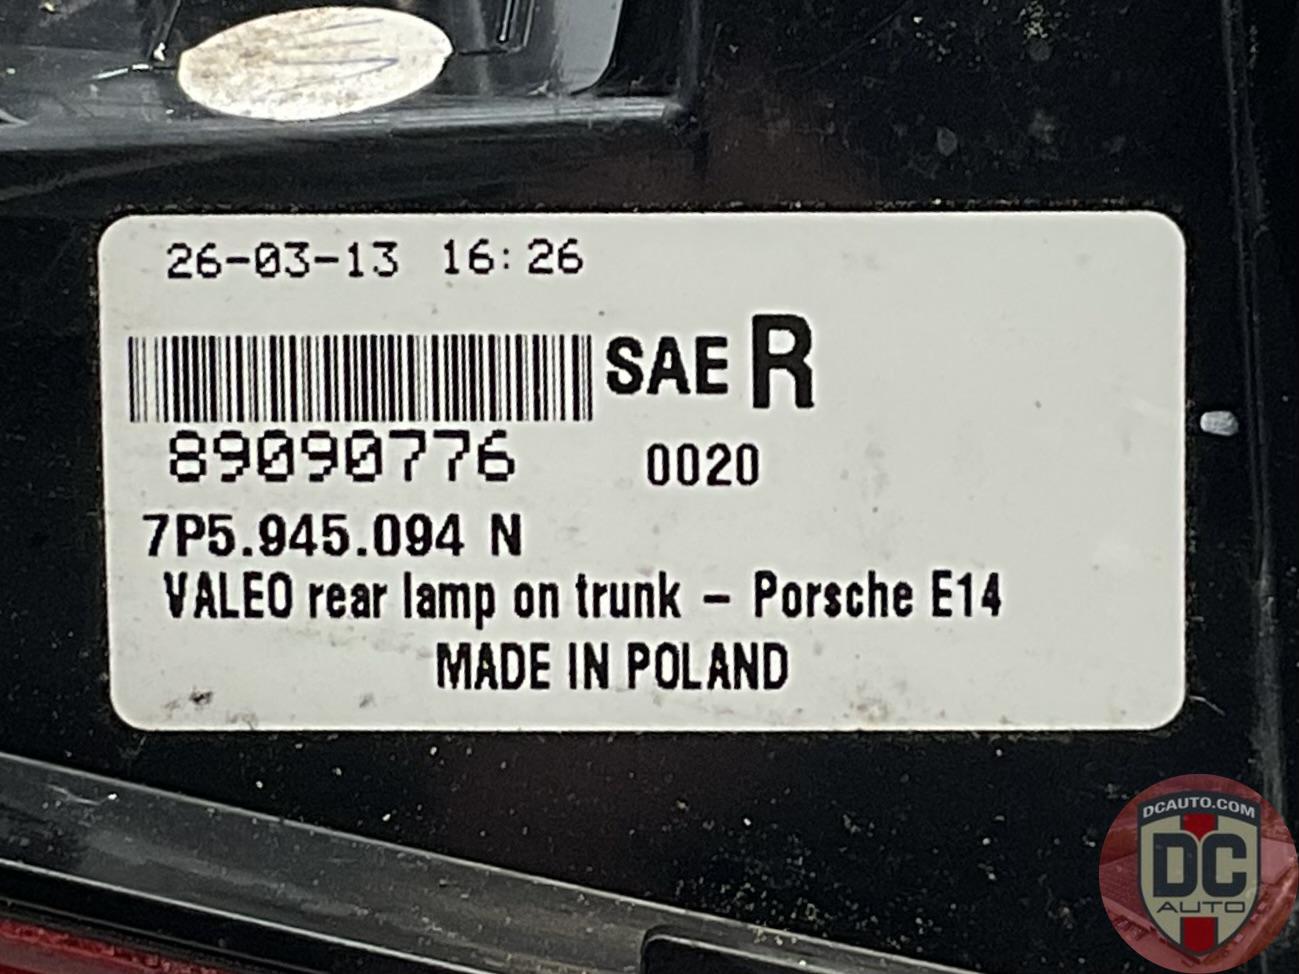 26-03-13 16:26
SAE R
89090776 0020
7P5.945.094 N
VALEO rear lamp on trunk – Porsche E14
MADE IN POLAND
DCAUTO.COM
DC
AUTO